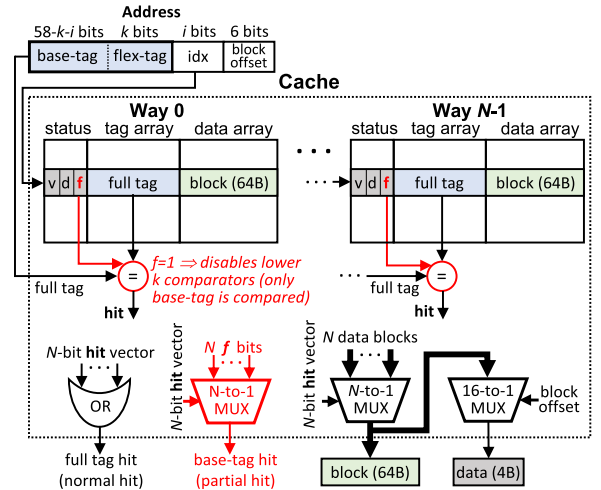 Address
58-k-i bits k bits i bits 6 bits
base-tag flex-tag idx block offset
Cache
Way 0
status tag array data array
v d f full tag block (64B)
=
full tag
hit
f=1 ⇒ disables lower
k comparators (only
base-tag is compared)
. . .
Way N-1
status tag array data array
v d f full tag block (64B)
=
full tag
hit
N-bit hit vector
OR
full tag hit
(normal hit)
N f bits
N-bit hit vector
N-to-1
MUX
base-tag hit
(partial hit)
N data blocks
N-bit hit vector
N-to-1
MUX
block (64B)
16-to-1
MUX
block
offset
data (4B)